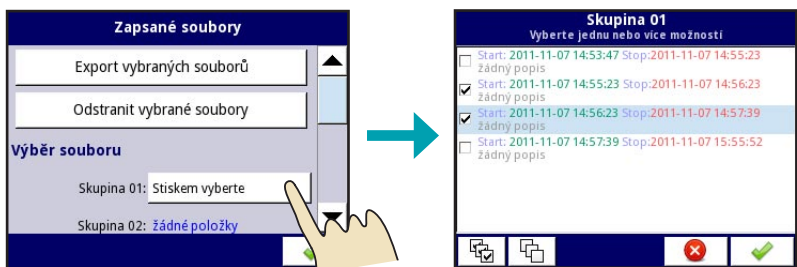 Zapsané soubory
Export vybraných souborů
Odstranit vybrané soubory
Výběr souboru
Skupina 01: Stiskem vyberte
Skupina 02: žádné položky
Skupina 01
Vyberte jednu nebo více možností
Start: 2011-11-07 14:53:47 Stop:2011-11-07 14:55:23
žádný popis
Start: 2011-11-07 14:55:23 Stop:2011-11-07 14:56:23
žádný popis
Start: 2011-11-07 14:56:23 Stop:2011-11-07 14:57:39
žádný popis
Start: 2011-11-07 14:57:39 Stop:2011-11-07 15:55:52
žádný popis